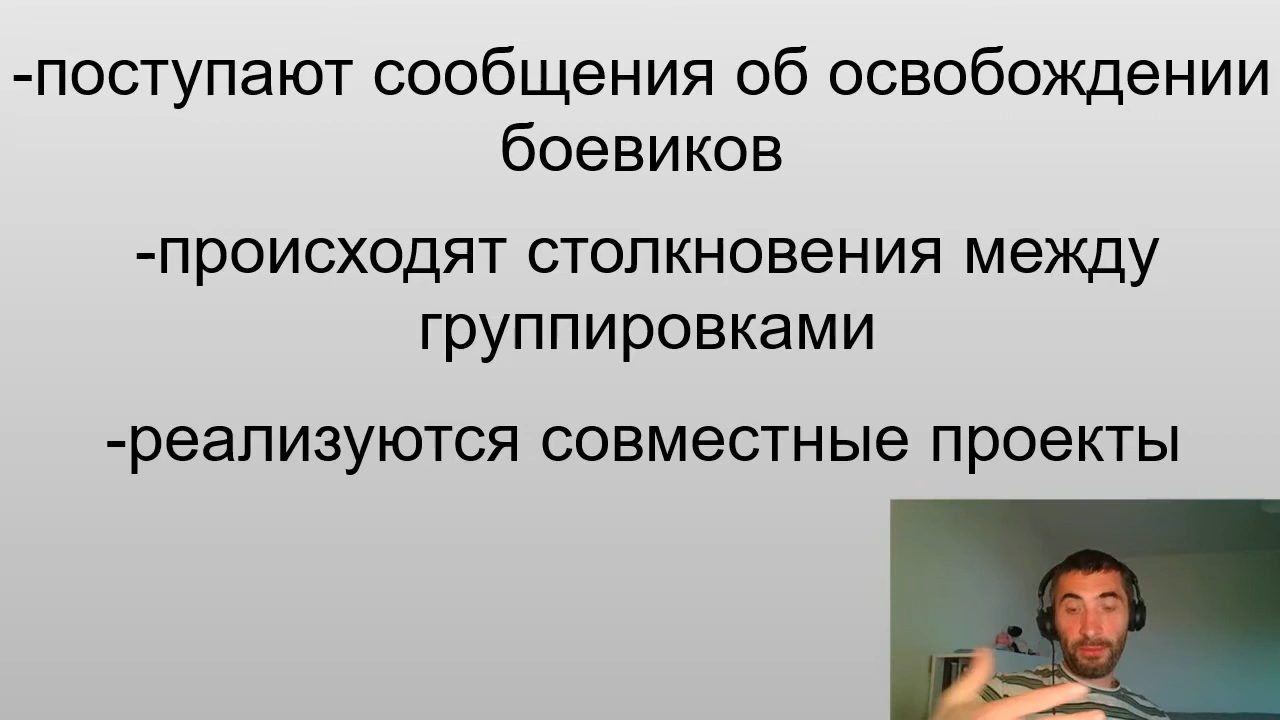 -поступают сообщения об освобождении
боевиков
-происходят столкновения между
группировками
-реализуются совместные проекты